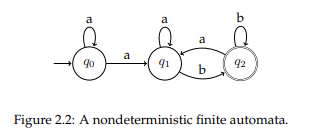 a a b
a a b
q0 q1 q2
Figure 2.2: A nondeterministic finite automata.